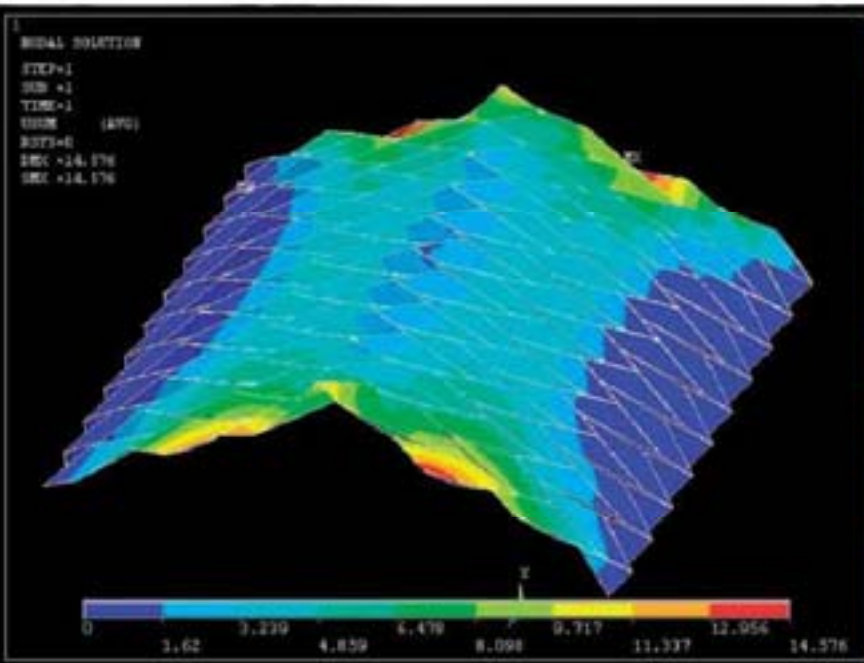 1
NODAL SOLUTION
STEP=1
SUB =1
TIME=1
USUM (AVG)
RSYS=0
DMX =14.576
SMX =14.576
MX
Y
0 3.239 6.478 9.717 12.956
1.62 4.859 8.098 11.337 14.576